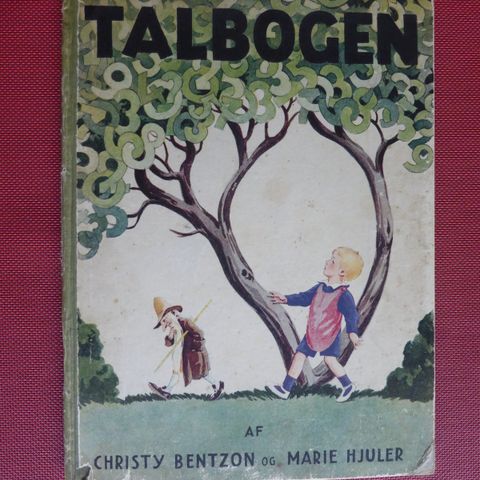 TALBOGEN
AF
CHRISTY BENTZON OG MARIE HJULER